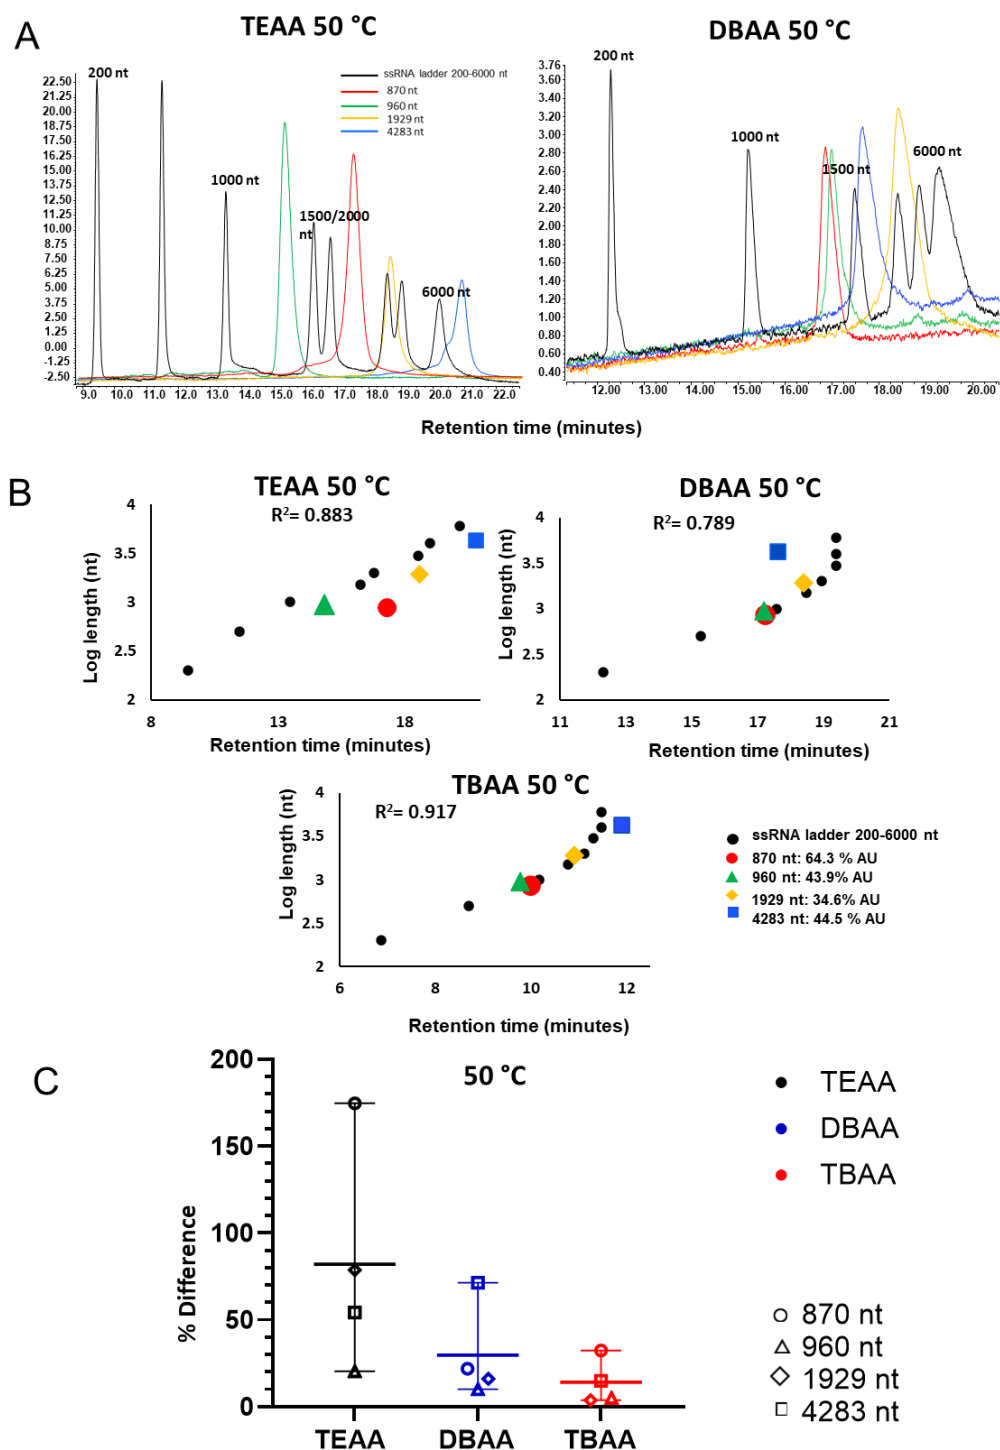 A
TEAA 50 °C
DBAA 50 °C
200 nt
ssRNA ladder 200-6000 nt
870 nt
960 nt
1929 nt
4283 nt
1000 nt
1500/2000
nt
6000 nt
22.50
21.25
20.00
18.75
17.50
16.25
15.00
13.75
12.50
11.25
10.00
8.75
7.50
6.25
5.00
3.75
2.50
1.25
0.00
-1.25
-2.50
9.0 10.0 11.0 12.0 13.0 14.0 15.0 16.0 17.0 18.0 19.0 20.0 21.0 22.0
200 nt
1000 nt
1500 nt
6000 nt
3.76
3.60
3.40
3.20
3.00
2.80
2.60
2.40
2.20
2.00
1.80
1.60
1.40
1.20
1.00
0.80
0.60
0.40
12.00 13.00 14.00 15.00 16.00 17.00 18.00 19.00 20.00
Retention time (minutes)
B
TEAA 50 °C
R²= 0.883
Log length (nt)
4
3.5
3
2.5
2
8 13 18
Retention time (minutes)
DBAA 50 °C
R²= 0.789
Log length (nt)
4
3.5
3
2.5
2
11 13 15 17 19 21
Retention time (minutes)
TBAA 50 °C
R²= 0.917
Log length (nt)
4
3.5
3
2.5
2
6 8 10 12
Retention time (minutes)
ssRNA ladder 200-6000 nt
870 nt: 64.3 % AU
960 nt: 43.9% AU
1929 nt: 34.6% AU
4283 nt: 44.5 % AU
C
50 °C
% Difference
200
150
100
50
0
TEAA DBAA TBAA
TEAA
DBAA
TBAA
870 nt
960 nt
1929 nt
4283 nt